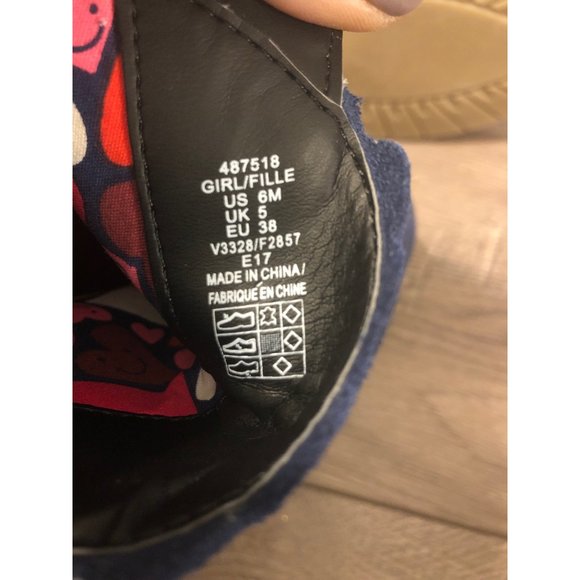 487518
GIRL/FILLE
US 6M
UK 5
EU 38
V3328/F2857
E17
MADE IN CHINA/
FABRIQUÉ EN CHINE